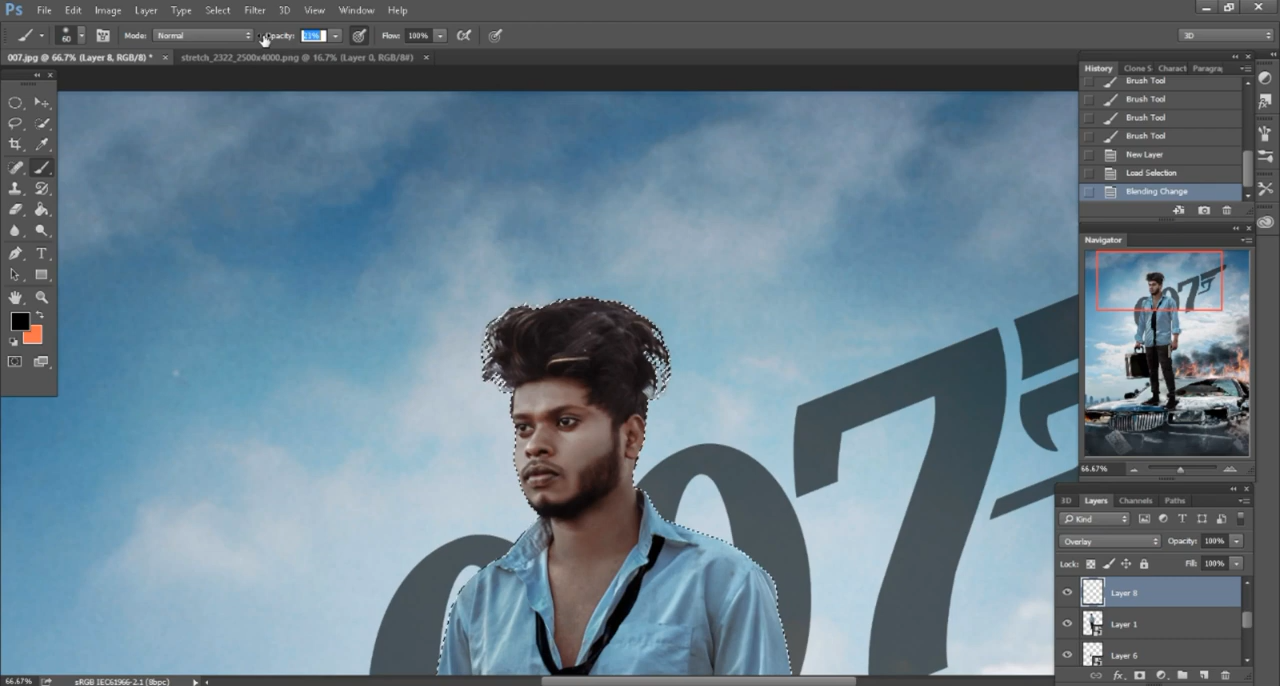 Ps File Edit Image Layer Type Select Filter 3D View Window Help
60 Mode: Normal Opacity: 21% Flow: 100% 3D
007.jpg @ 66.7% (Layer 8, RGB/8) * × stretch_2322_2500x4000.png @ 16.7% (Layer 0, RGB/8#) ×
History Clone S Charact Paragra
Brush Tool
Brush Tool
Brush Tool
Brush Tool
New Layer
Load Selection
Blending Change
Navigator
007
66.67%
3D Layers Channels Paths
Kind
Overlay Opacity: 100%
Lock: Fill: 100%
Layer 8
Layer 1
Layer 6
66.67% sRGB IEC61966-2.1 (8bpc)